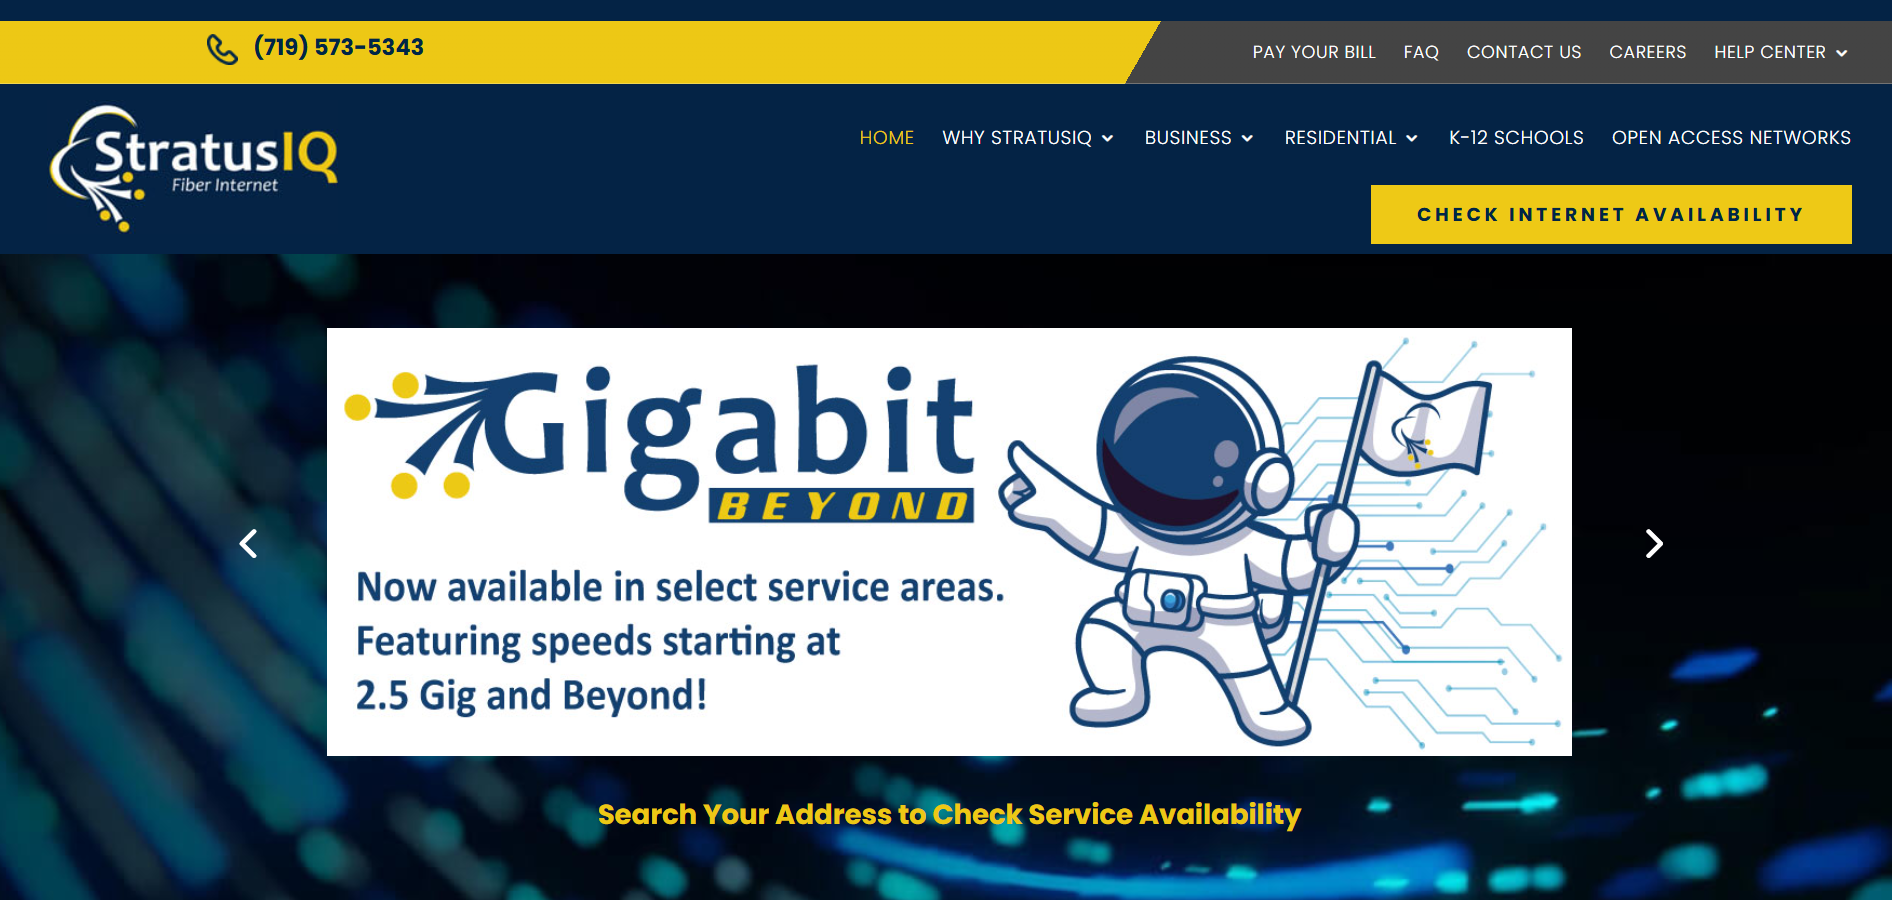 (719) 573-5343
PAY YOUR BILL FAQ CONTACT US CAREERS HELP CENTER
StratusIQ
Fiber Internet
HOME WHY STRATUSIQ BUSINESS RESIDENTIAL K-12 SCHOOLS OPEN ACCESS NETWORKS
CHECK INTERNET AVAILABILITY
Gigabit
BEYOND
Now available in select service areas.
Featuring speeds starting at
2.5 Gig and Beyond!
Search Your Address to Check Service Availability